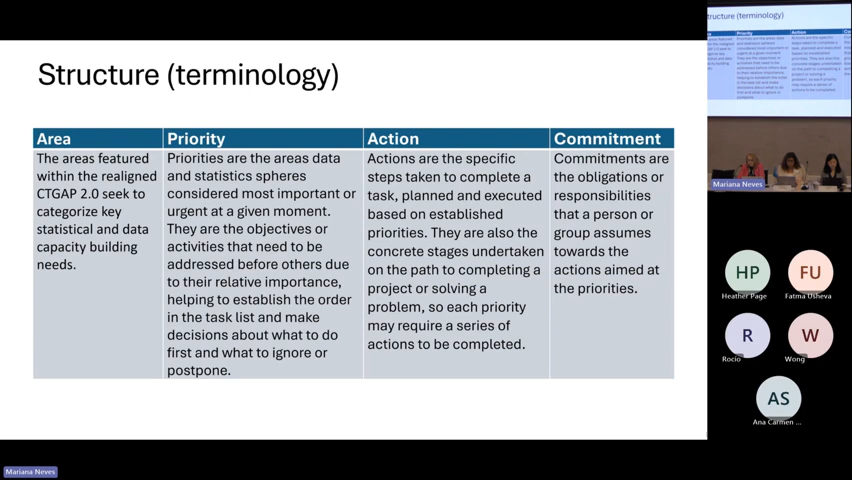 Structure (terminology)
Area
The areas featured
within the realigned
CTGAP 2.0 seek to
categorize key
statistical and data
capacity building
needs.
Priority
Priorities are the areas data
and statistics spheres
considered most important or
urgent at a given moment.
They are the objectives or
activities that need to be
addressed before others due
to their relative importance,
helping to establish the order
in the task list and make
decisions about what to do
first and what to ignore or
postpone.
Action
Actions are the specific
steps taken to complete a
task, planned and executed
based on established
priorities. They are also the
concrete stages undertaken
on the path to completing a
project or solving a
problem, so each priority
may require a series of
actions to be completed.
Commitment
Commitments are
the obligations or
responsibilities
that a person or
group assumes
towards the
actions aimed at
the priorities.
tructure (terminology)
Priority
Action
Mariana Neves
HP
Heather Page
FU
Fatma Usheva
R
Rocio
W
Wong
AS
Ana Carmen ...
Mariana Neves